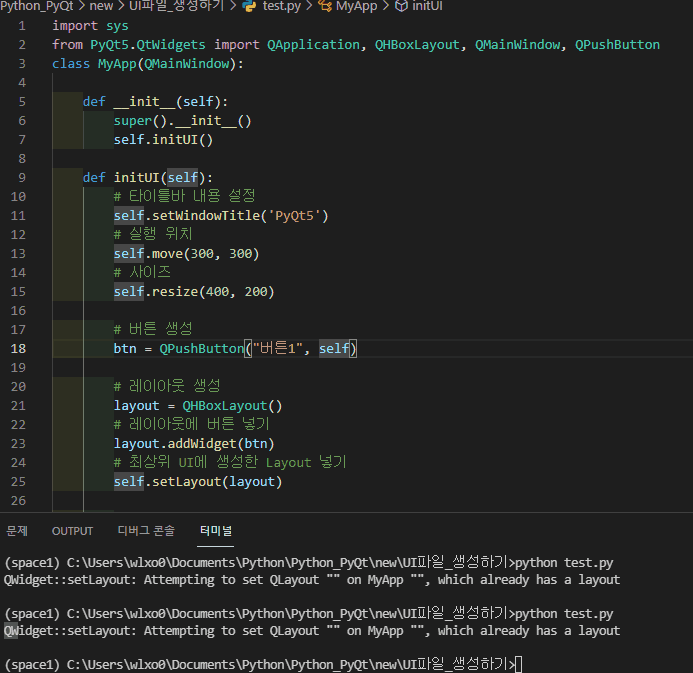 Python_PyQt > new > UI파일_생성하기 > test.py > MyApp > initUI
1 import sys
2 from PyQt5.QtWidgets import QApplication, QHBoxLayout, QMainWindow, QPushButton
3 class MyApp(QMainWindow):
4
5 def __init__(self):
6 super().__init__()
7 self.initUI()
8
9 def initUI(self):
10 # 타이틀바 내용 설정
11 self.setWindowTitle('PyQt5')
12 # 실행 위치
13 self.move(300, 300)
14 # 사이즈
15 self.resize(400, 200)
16
17 # 버튼 생성
18 btn = QPushButton("버튼1", self)
19
20 # 레이아웃 생성
21 layout = QHBoxLayout()
22 # 레이아웃에 버튼 넣기
23 layout.addWidget(btn)
24 # 최상위 UI에 생성한 Layout 넣기
25 self.setLayout(layout)
26
문제 OUTPUT 디버그 콘솔 터미널
(space1) C:\Users\wlxo0\Documents\Python\Python_PyQt\new\UI파일_생성하기>python test.py
QWidget::setLayout: Attempting to set QLayout "" on MyApp "", which already has a layout
(space1) C:\Users\wlxo0\Documents\Python\Python_PyQt\new\UI파일_생성하기>python test.py
QWidget::setLayout: Attempting to set QLayout "" on MyApp "", which already has a layout
(space1) C:\Users\wlxo0\Documents\Python\Python_PyQt\new\UI파일_생성하기>